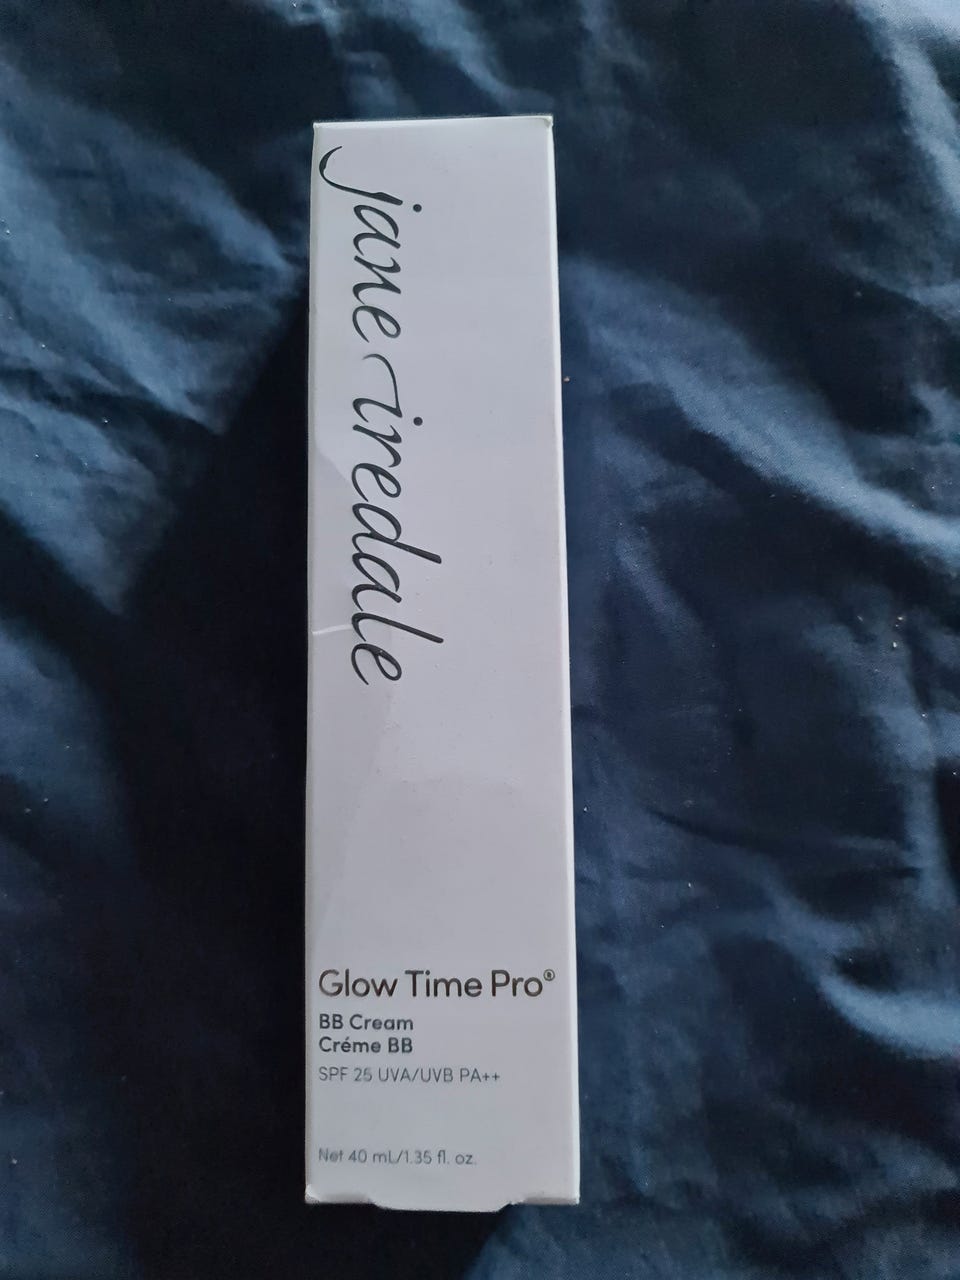 jane iredale
Glow Time Pro®
BB Cream
Créme BB
SPF 25 UVA/UVB PA++
Net 40 mL/1.35 fl. oz.